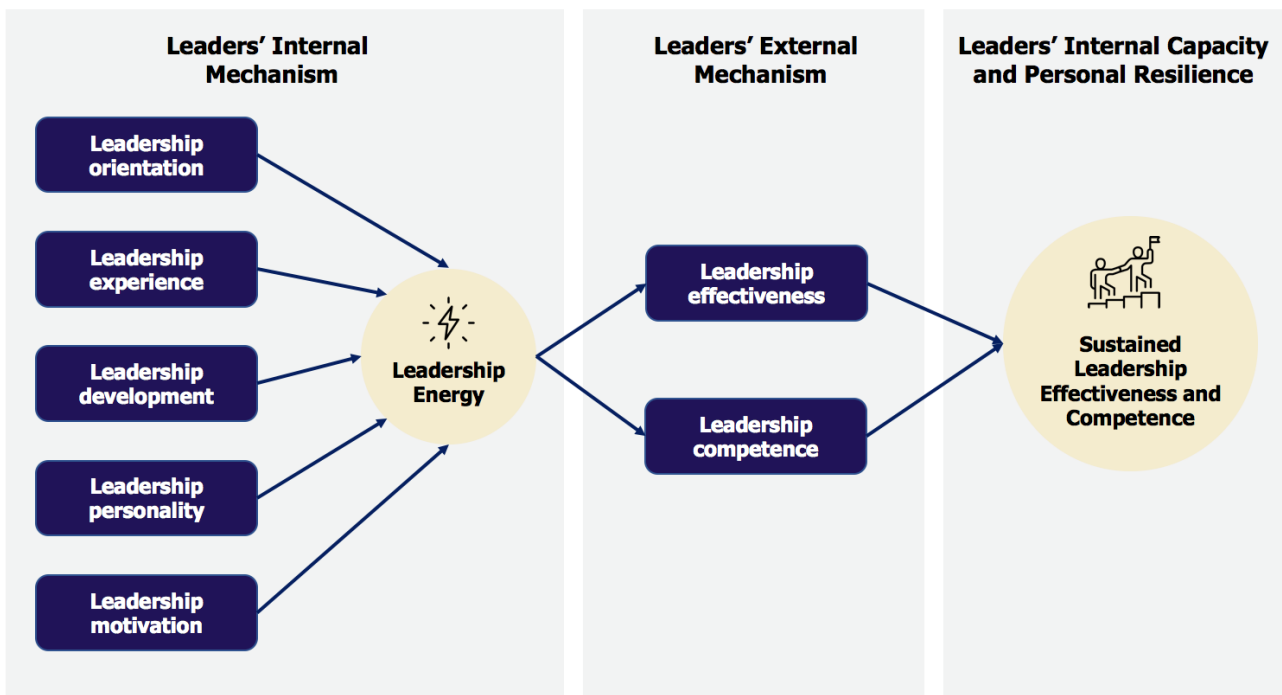 Leaders' Internal
Mechanism
Leadership
orientation
Leadership
experience
Leadership
development
Leadership
personality
Leadership
motivation
Leadership
Energy
Leaders' External
Mechanism
Leadership
effectiveness
Leadership
competence
Leaders' Internal Capacity
and Personal Resilience
Sustained
Leadership
Effectiveness and
Competence